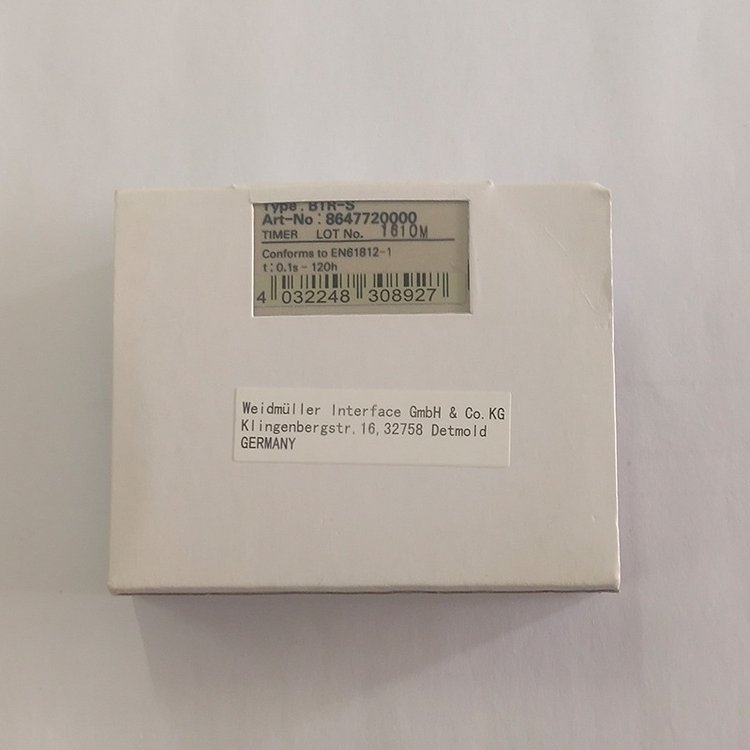 Type : BTR-S
Art-No : 8647720000
TIMER LOT No. 1610M
Conforms to EN61812-1
t : 0.1s - 120h
4 032248 308927
Weidmüller Interface GmbH & Co.KG
Klingenbergstr.16,32758 Detmold
GERMANY